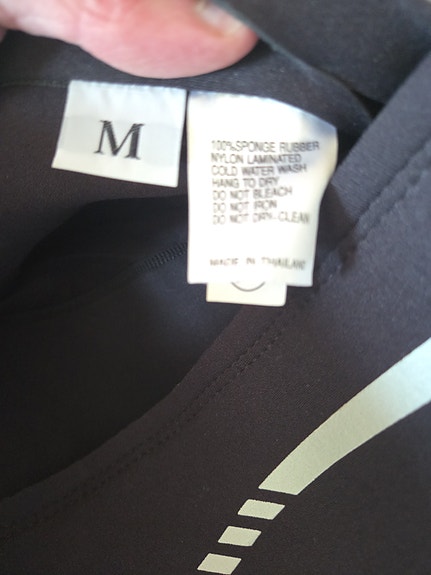 M
100% SPONGE RUBBER
NYLON LAMINATED
COLD WATER WASH
HANG TO DRY
DO NOT BLEACH
DO NOT IRON
DO NOT DRY-CLEAN
MADE IN THAILAND